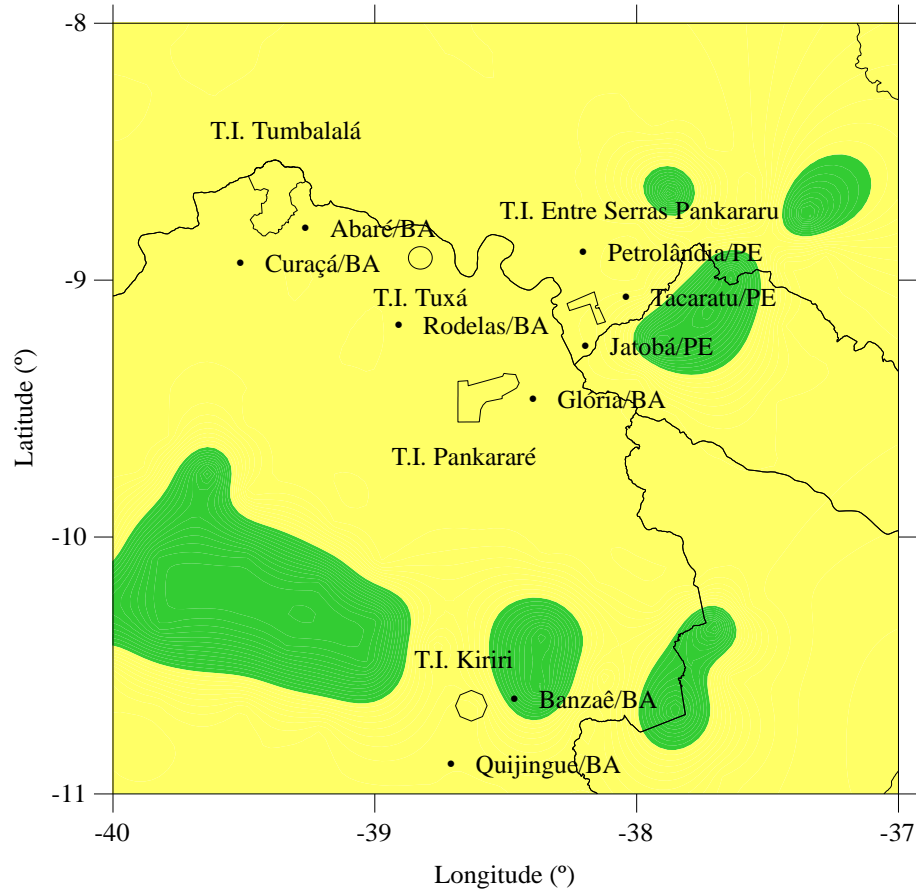 -8
T.I. Tumbalalá
T.I. Entre Serras Pankararu
Abaré/BA
Petrolândia/PE
Curaçá/BA
-9
T.I. Tuxá
Tacaratu/PE
Rodelas/BA
Jatobá/PE
Glória/BA
Latitude (º)
T.I. Pankararé
-10
T.I. Kiriri
Banzaê/BA
Quijingue/BA
-11
-40 -39 -38 -37
Longitude (º)